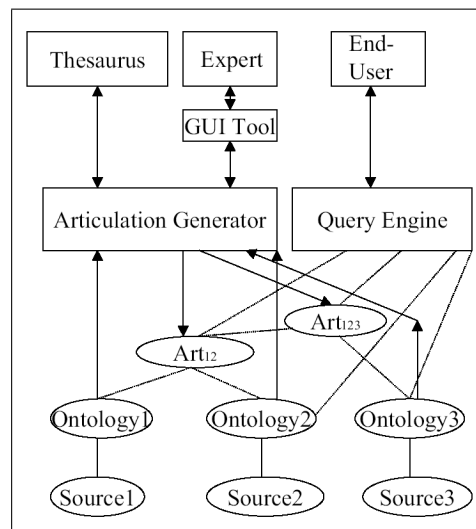 Thesaurus
Expert
End-
User
GUI Tool
Articulation Generator
Query Engine
Art123
Art12
Ontology1
Ontology2
Ontology3
Source1
Source2
Source3